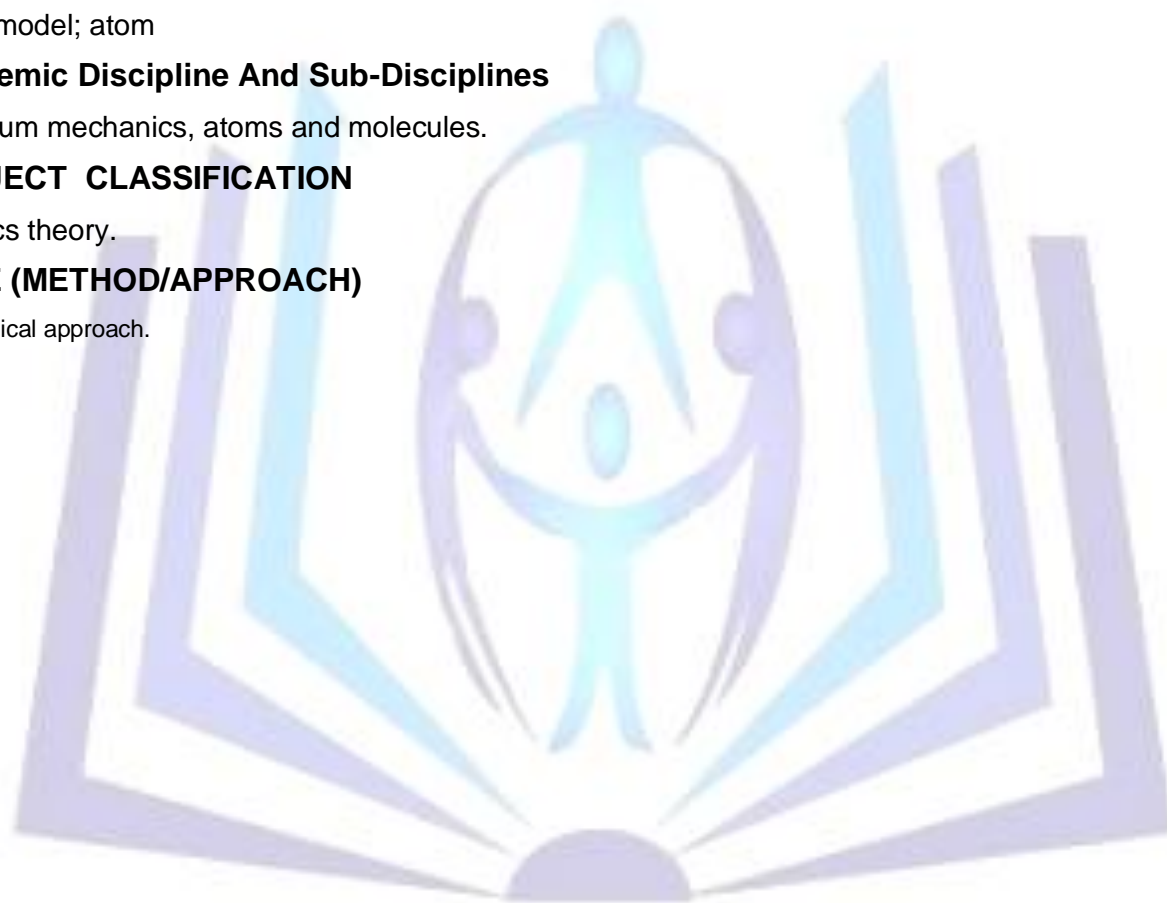 model; atom
emic Discipline And Sub-Disciplines
um mechanics, atoms and molecules.
JECT CLASSIFICATION
cs theory.
(METHOD/APPROACH)
ical approach.